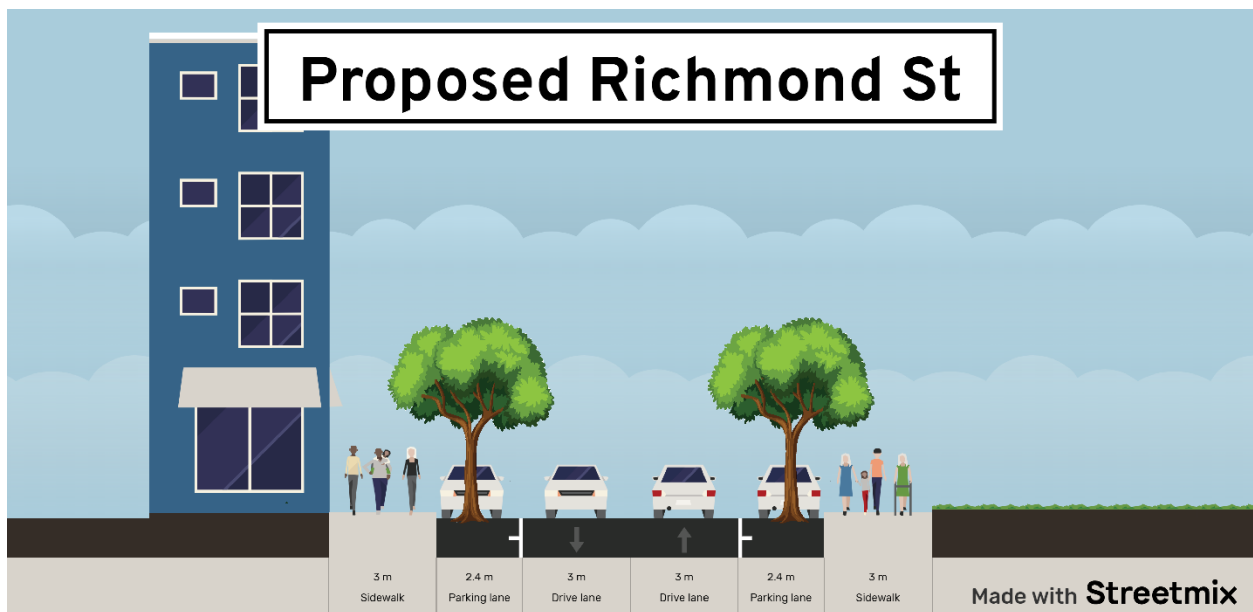 Proposed Richmond St
3 m
Sidewalk
2.4 m
Parking lane
3 m
Drive lane
3 m
Drive lane
2.4 m
Parking lane
3 m
Sidewalk
Made with Streetmix